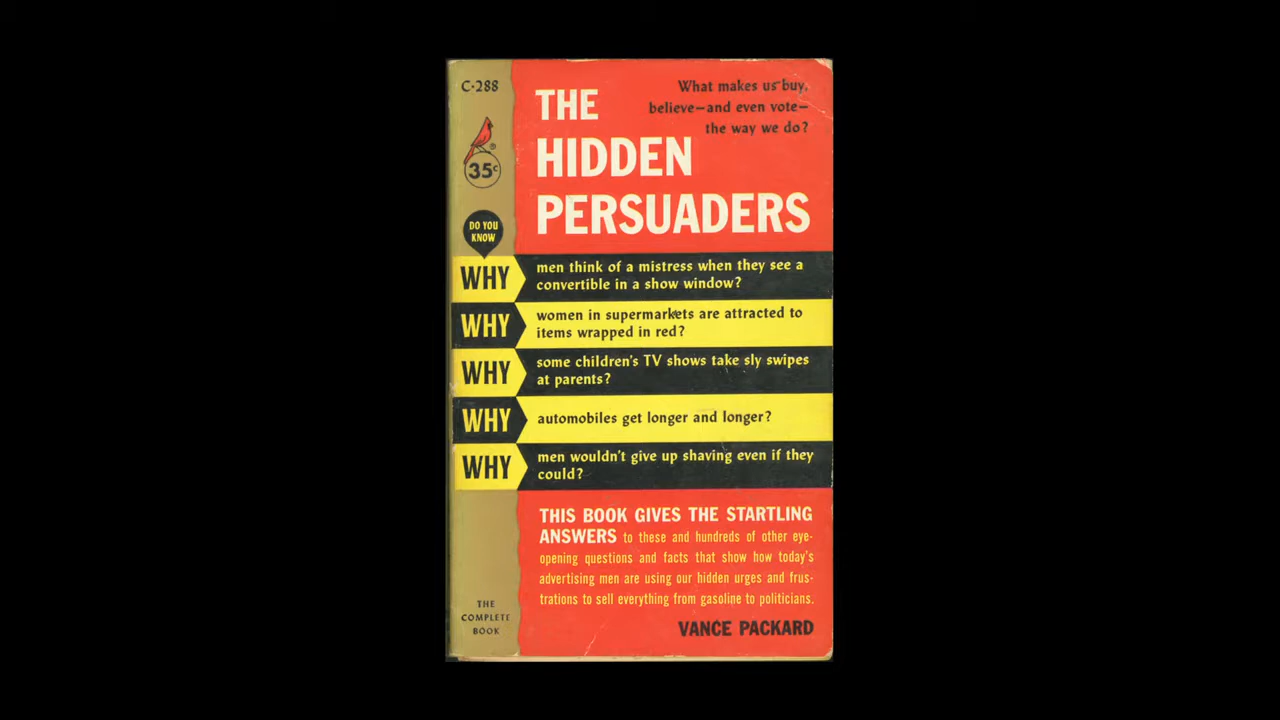 C-288
35¢
DO YOU
KNOW
THE
HIDDEN
PERSUADERS
What makes us buy,
believe—and even vote—
the way we do?
WHY men think of a mistress when they see a
convertible in a show window?
WHY women in supermarkets are attracted to
items wrapped in red?
WHY some children's TV shows take sly swipes
at parents?
WHY automobiles get longer and longer?
WHY men wouldn't give up shaving even if they
could?
THIS BOOK GIVES THE STARTLING
ANSWERS to these and hundreds of other eye-
opening questions and facts that show how today's
advertising men are using our hidden urges and frus-
trations to sell everything from gasoline to politicians.
VANCE PACKARD
THE
COMPLETE
BOOK